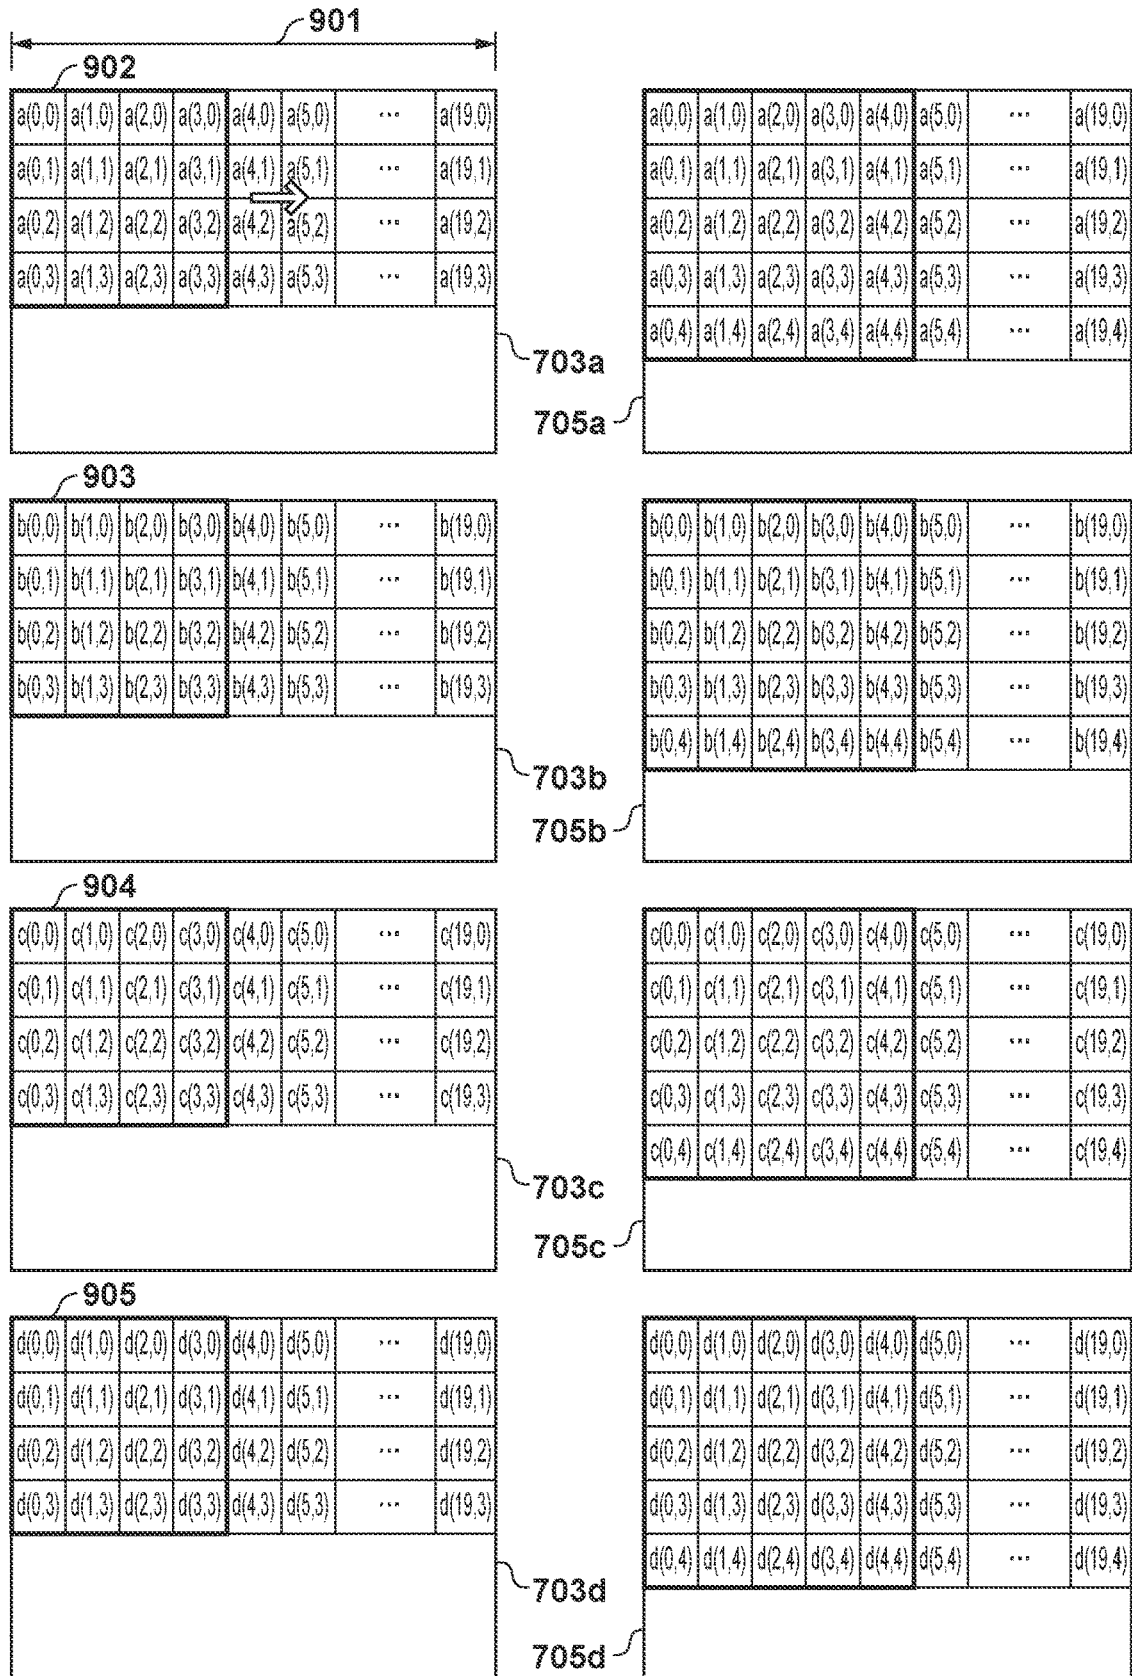 901
902
a(0,0) a(1,0) a(2,0) a(3,0) a(4,0) a(5,0) ... a(19,0)
a(0,1) a(1,1) a(2,1) a(3,1) a(4,1) a(5,1) ... a(19,1)
a(0,2) a(1,2) a(2,2) a(3,2) a(4,2) a(5,2) ... a(19,2)
a(0,3) a(1,3) a(2,3) a(3,3) a(4,3) a(5,3) ... a(19,3)
703a
a(0,0) a(1,0) a(2,0) a(3,0) a(4,0) a(5,0) ... a(19,0)
a(0,1) a(1,1) a(2,1) a(3,1) a(4,1) a(5,1) ... a(19,1)
a(0,2) a(1,2) a(2,2) a(3,2) a(4,2) a(5,2) ... a(19,2)
a(0,3) a(1,3) a(2,3) a(3,3) a(4,3) a(5,3) ... a(19,3)
a(0,4) a(1,4) a(2,4) a(3,4) a(4,4) a(5,4) ... a(19,4)
705a
903
b(0,0) b(1,0) b(2,0) b(3,0) b(4,0) b(5,0) ... b(19,0)
b(0,1) b(1,1) b(2,1) b(3,1) b(4,1) b(5,1) ... b(19,1)
b(0,2) b(1,2) b(2,2) b(3,2) b(4,2) b(5,2) ... b(19,2)
b(0,3) b(1,3) b(2,3) b(3,3) b(4,3) b(5,3) ... b(19,3)
703b
b(0,0) b(1,0) b(2,0) b(3,0) b(4,0) b(5,0) ... b(19,0)
b(0,1) b(1,1) b(2,1) b(3,1) b(4,1) b(5,1) ... b(19,1)
b(0,2) b(1,2) b(2,2) b(3,2) b(4,2) b(5,2) ... b(19,2)
b(0,3) b(1,3) b(2,3) b(3,3) b(4,3) b(5,3) ... b(19,3)
b(0,4) b(1,4) b(2,4) b(3,4) b(4,4) b(5,4) ... b(19,4)
705b
904
c(0,0) c(1,0) c(2,0) c(3,0) c(4,0) c(5,0) ... c(19,0)
c(0,1) c(1,1) c(2,1) c(3,1) c(4,1) c(5,1) ... c(19,1)
c(0,2) c(1,2) c(2,2) c(3,2) c(4,2) c(5,2) ... c(19,2)
c(0,3) c(1,3) c(2,3) c(3,3) c(4,3) c(5,3) ... c(19,3)
703c
c(0,0) c(1,0) c(2,0) c(3,0) c(4,0) c(5,0) ... c(19,0)
c(0,1) c(1,1) c(2,1) c(3,1) c(4,1) c(5,1) ... c(19,1)
c(0,2) c(1,2) c(2,2) c(3,2) c(4,2) c(5,2) ... c(19,2)
c(0,3) c(1,3) c(2,3) c(3,3) c(4,3) c(5,3) ... c(19,3)
c(0,4) c(1,4) c(2,4) c(3,4) c(4,4) c(5,4) ... c(19,4)
705c
905
d(0,0) d(1,0) d(2,0) d(3,0) d(4,0) d(5,0) ... d(19,0)
d(0,1) d(1,1) d(2,1) d(3,1) d(4,1) d(5,1) ... d(19,1)
d(0,2) d(1,2) d(2,2) d(3,2) d(4,2) d(5,2) ... d(19,2)
d(0,3) d(1,3) d(2,3) d(3,3) d(4,3) d(5,3) ... d(19,3)
703d
d(0,0) d(1,0) d(2,0) d(3,0) d(4,0) d(5,0) ... d(19,0)
d(0,1) d(1,1) d(2,1) d(3,1) d(4,1) d(5,1) ... d(19,1)
d(0,2) d(1,2) d(2,2) d(3,2) d(4,2) d(5,2) ... d(19,2)
d(0,3) d(1,3) d(2,3) d(3,3) d(4,3) d(5,3) ... d(19,3)
d(0,4) d(1,4) d(2,4) d(3,4) d(4,4) d(5,4) ... d(19,4)
705d